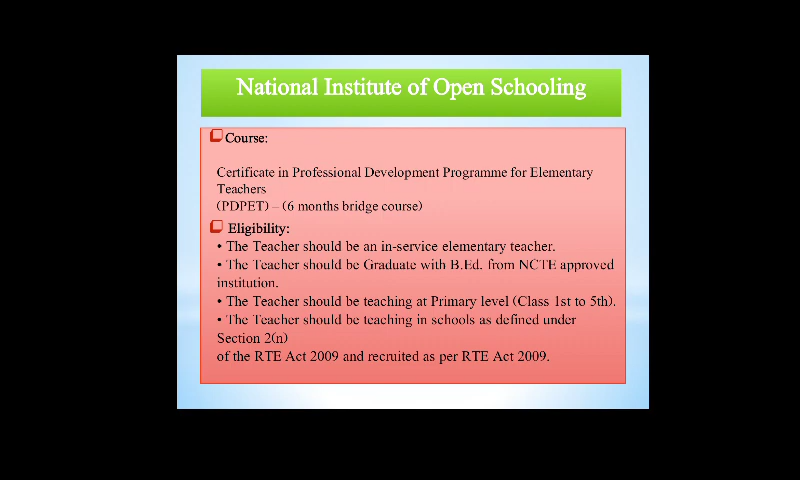 National Institute of Open Schooling
Course:
Certificate in Professional Development Programme for Elementary
Teachers
(PDPET) – (6 months bridge course)
Eligibility:
• The Teacher should be an in-service elementary teacher.
• The Teacher should be Graduate with B.Ed. from NCTE approved
institution.
• The Teacher should be teaching at Primary level (Class 1st to 5th).
• The Teacher should be teaching in schools as defined under
Section 2(n)
of the RTE Act 2009 and recruited as per RTE Act 2009.